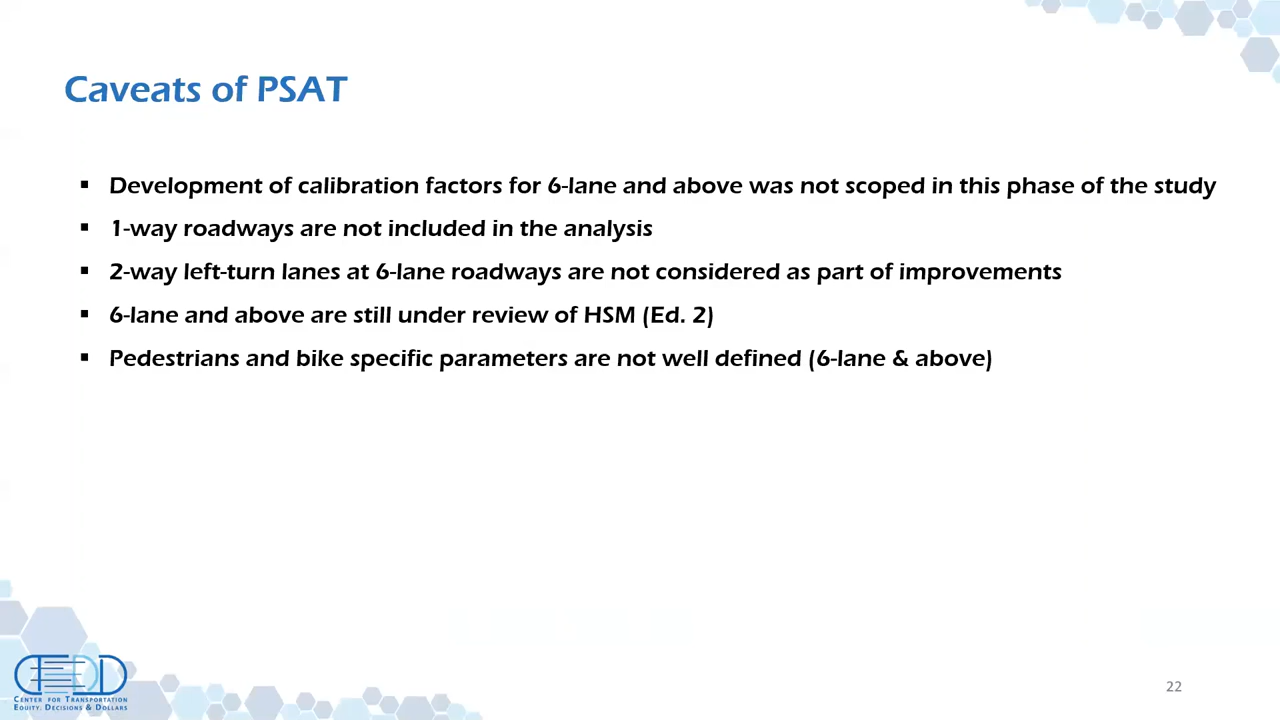 Caveats of PSAT
▪ Development of calibration factors for 6-lane and above was not scoped in this phase of the study
▪ 1-way roadways are not included in the analysis
▪ 2-way left-turn lanes at 6-lane roadways are not considered as part of improvements
▪ 6-lane and above are still under review of HSM (Ed. 2)
▪ Pedestrians and bike specific parameters are not well defined (6-lane & above)
CTEDD
CENTER FOR TRANSPORTATION
EQUITY, DECISIONS & DOLLARS
22